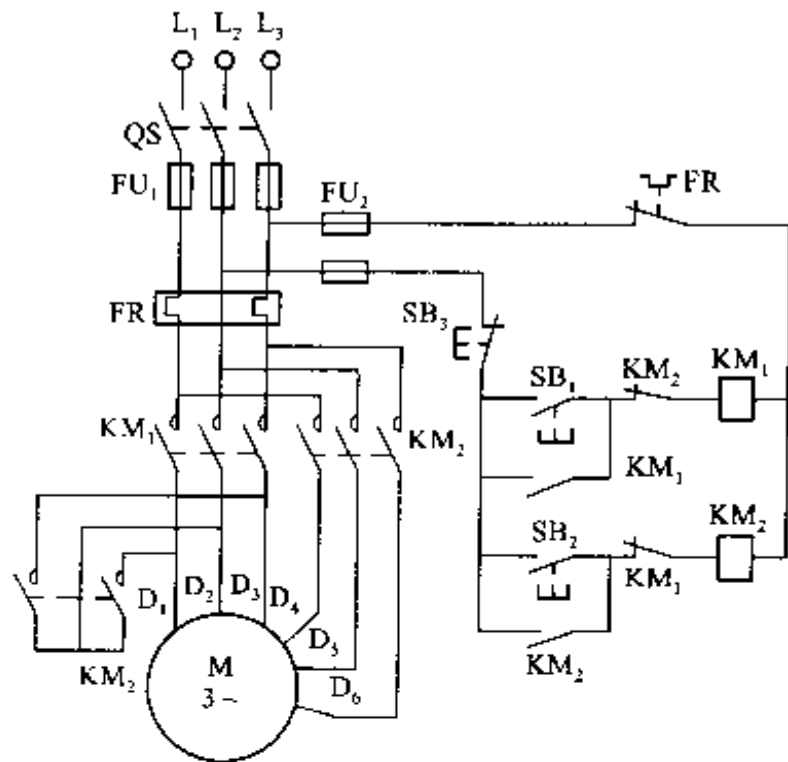 L₁ L₂ L₃
QS
FU₁
FU₂
FR
FR
SB₃
SB₁
KM₂
KM₁
KM₁
KM₂
KM₁
SB₂
KM₂
KM₁
D₁
D₂
D₃
D₄
D₅
D₆
KM₂
M
3~
KM₂